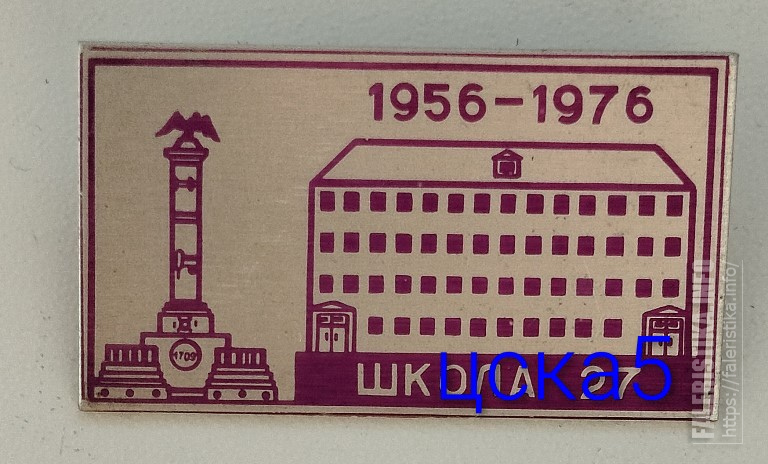 1956-1976
1709
ШКОЛА 27
цска5
FALERISTIKA.INFO
https://faleristika.info/